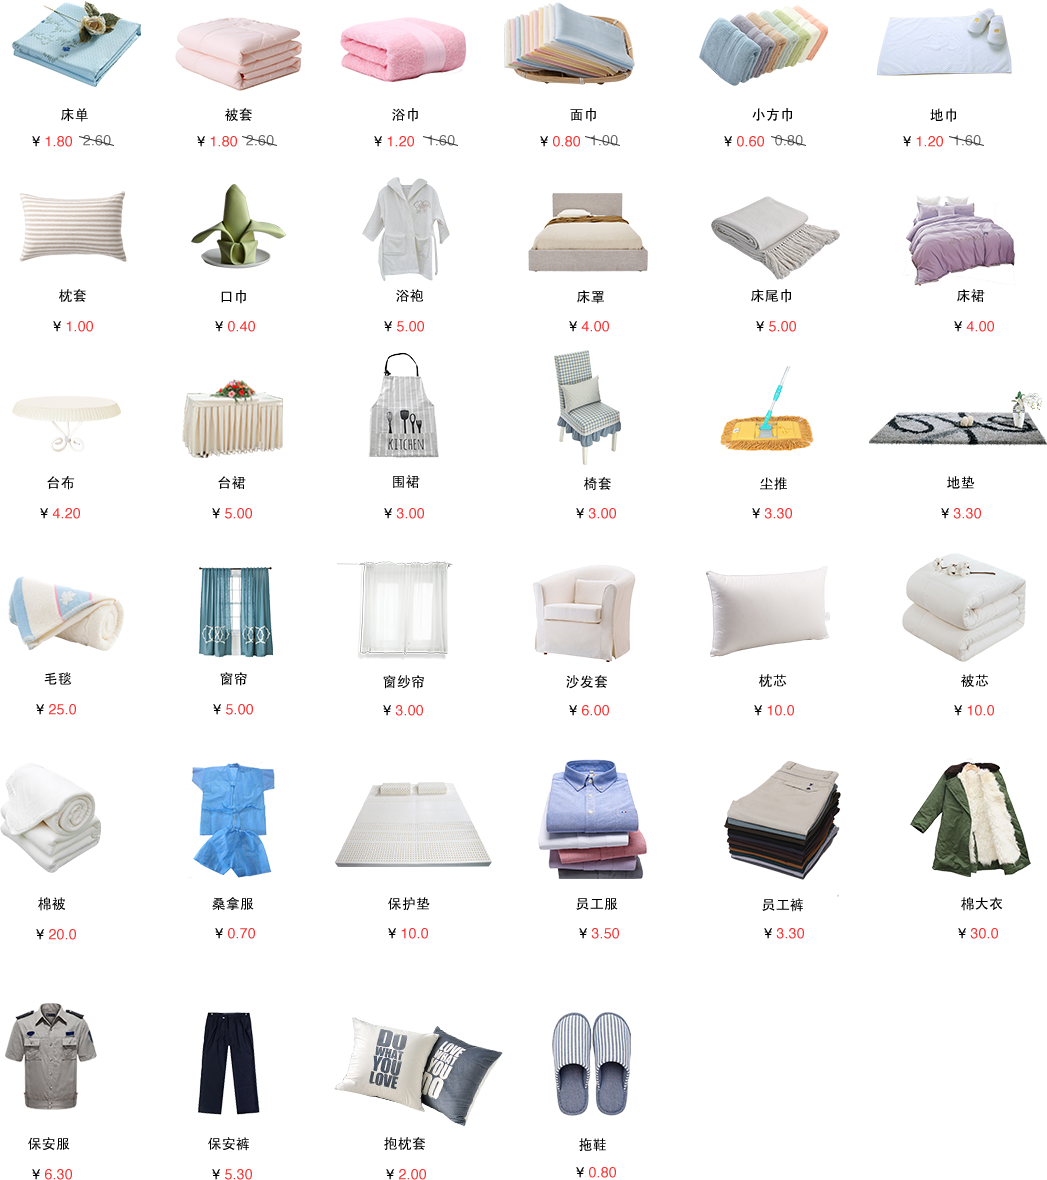 床单 被套 浴巾 面巾 小方巾 地巾
¥ 1.80 2.60 ¥ 1.80 2.60 ¥ 1.20 1.60 ¥ 0.80 1.00 ¥ 0.60 0.80 ¥ 1.20 1.60
枕套 口巾 浴袍 床罩 床尾巾 床裙
¥ 1.00 ¥ 0.40 ¥ 5.00 ¥ 4.00 ¥ 5.00 ¥ 4.00
KITCHEN
台布 台裙 围裙 椅套 尘推 地垫
¥ 4.20 ¥ 5.00 ¥ 3.00 ¥ 3.00 ¥ 3.30 ¥ 3.30
毛毯 窗帘 窗纱帘 沙发套 枕芯 被芯
¥ 25.0 ¥ 5.00 ¥ 3.00 ¥ 6.00 ¥ 10.0 ¥ 10.0
棉被 桑拿服 保护垫 员工服 员工裤 棉大衣
¥ 20.0 ¥ 0.70 ¥ 10.0 ¥ 3.50 ¥ 3.30 ¥ 30.0
DO
WHAT
YOU
LOVE
LOVE
WHAT
YOU
DO
保安服 保安裤 抱枕套 拖鞋
¥ 6.30 ¥ 5.30 ¥ 2.00 ¥ 0.80